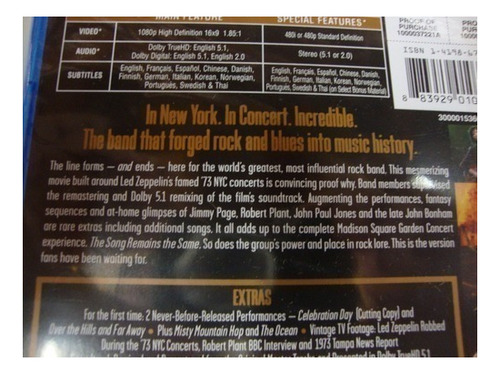 MAIN FEATURE
SPECIAL FEATURES*
VIDEO* 1080p High Definition 16x9 1.85:1 480i or 480p Standard Definition
AUDIO* Dolby TrueHD: English 5.1,
Dolby Digital: English 5.1, English 2.0 Stereo (5.1 or 2.0)
SUBTITLES English, Français, Español, Chinese, Danish,
Finnish, German, Italian, Korean, Norwegian,
Português, Swedish & Thai
English, Français, Español, Chinese, Danish,
Finnish, German, Italian, Korean, Norwegian,
Português, Swedish & Thai (on Select Bonus Material)
PROOF OF
PURCHASE
1000037221A
PURC
10000
ISBN 1-4198-67
8 83929 010
300001536
In New York. In Concert. Incredible.
The band that forged rock and blues into music history.
The line forms – and ends – here for the world's greatest, most influential rock band. This mesmerizing
movie built around Led Zeppelin's famed '73 NYC concerts is convincing proof why. Band members supervised
the remastering and Dolby 5.1 remixing of the film's soundtrack. Augmenting the performances, fantasy
sequences and at-home glimpses of Jimmy Page, Robert Plant, John Paul Jones and the late John Bonham
are rare extras including additional songs. It all adds up to the complete Madison Square Garden Concert
experience. The Song Remains the Same. So does the group's power and place in rock lore. This is the version
fans have been waiting for.
EXTRAS
For the first time: 2 Never-Before-Released Performances – Celebration Day (Cutting Copy) and
Over the Hills and Far Away • Plus Misty Mountain Hop and The Ocean • Vintage TV Footage: Led Zeppelin Robbed
During the '73 NYC Concerts, Robert Plant BBC Interview and 1973 Tampa News Report